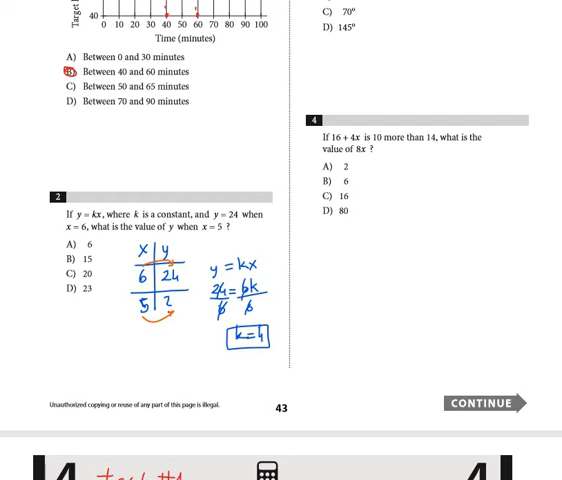 40
0 10 20 30 40 50 60 70 80 90 100
Time (minutes)
A) Between 0 and 30 minutes
B) Between 40 and 60 minutes
C) Between 50 and 65 minutes
D) Between 70 and 90 minutes
2
If y = kx, where k is a constant, and y = 24 when
x = 6, what is the value of y when x = 5 ?
A) 6
B) 15
C) 20
D) 23
x y
6 24
5 2
y = kx
24 = 6k
6 6
k = 4
C) 70°
D) 145°
4
If 16 + 4x is 10 more than 14, what is the
value of 8x ?
A) 2
B) 6
C) 16
D) 80
Unauthorized copying or reuse of any part of this page is illegal.
43
CONTINUE
4
4